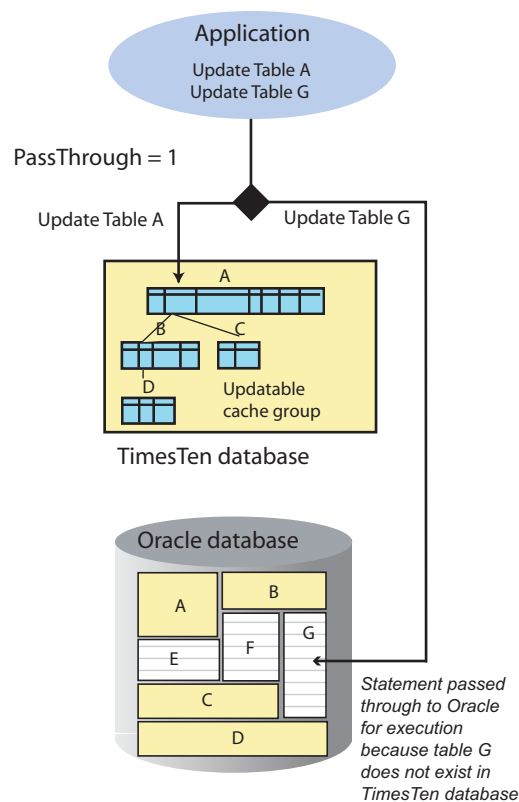 Application
Update Table A
Update Table G
PassThrough = 1
Update Table A
Update Table G
A
B
C
D
Updatable
cache group
TimesTen database
Oracle database
A
B
E
F
G
C
D
Statement passed
through to Oracle
for execution
because table G
does not exist in
TimesTen database